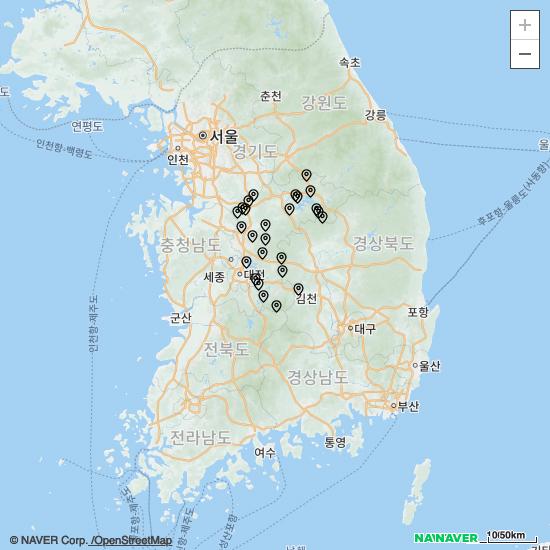 +
−
속초
춘천
강원도
도
강릉
연평도
서울
울
인천항-백령도
인천
경기도
후포항-울릉도(사동항)
충청남도
경상북도
세종
대전
김천
인천항-제주도
군산
포항
대구
전북도
울산
경상남도
부산
전라남도
통영
여수
© NAVER Corp. /OpenStreetMap
NAVER
10/50km